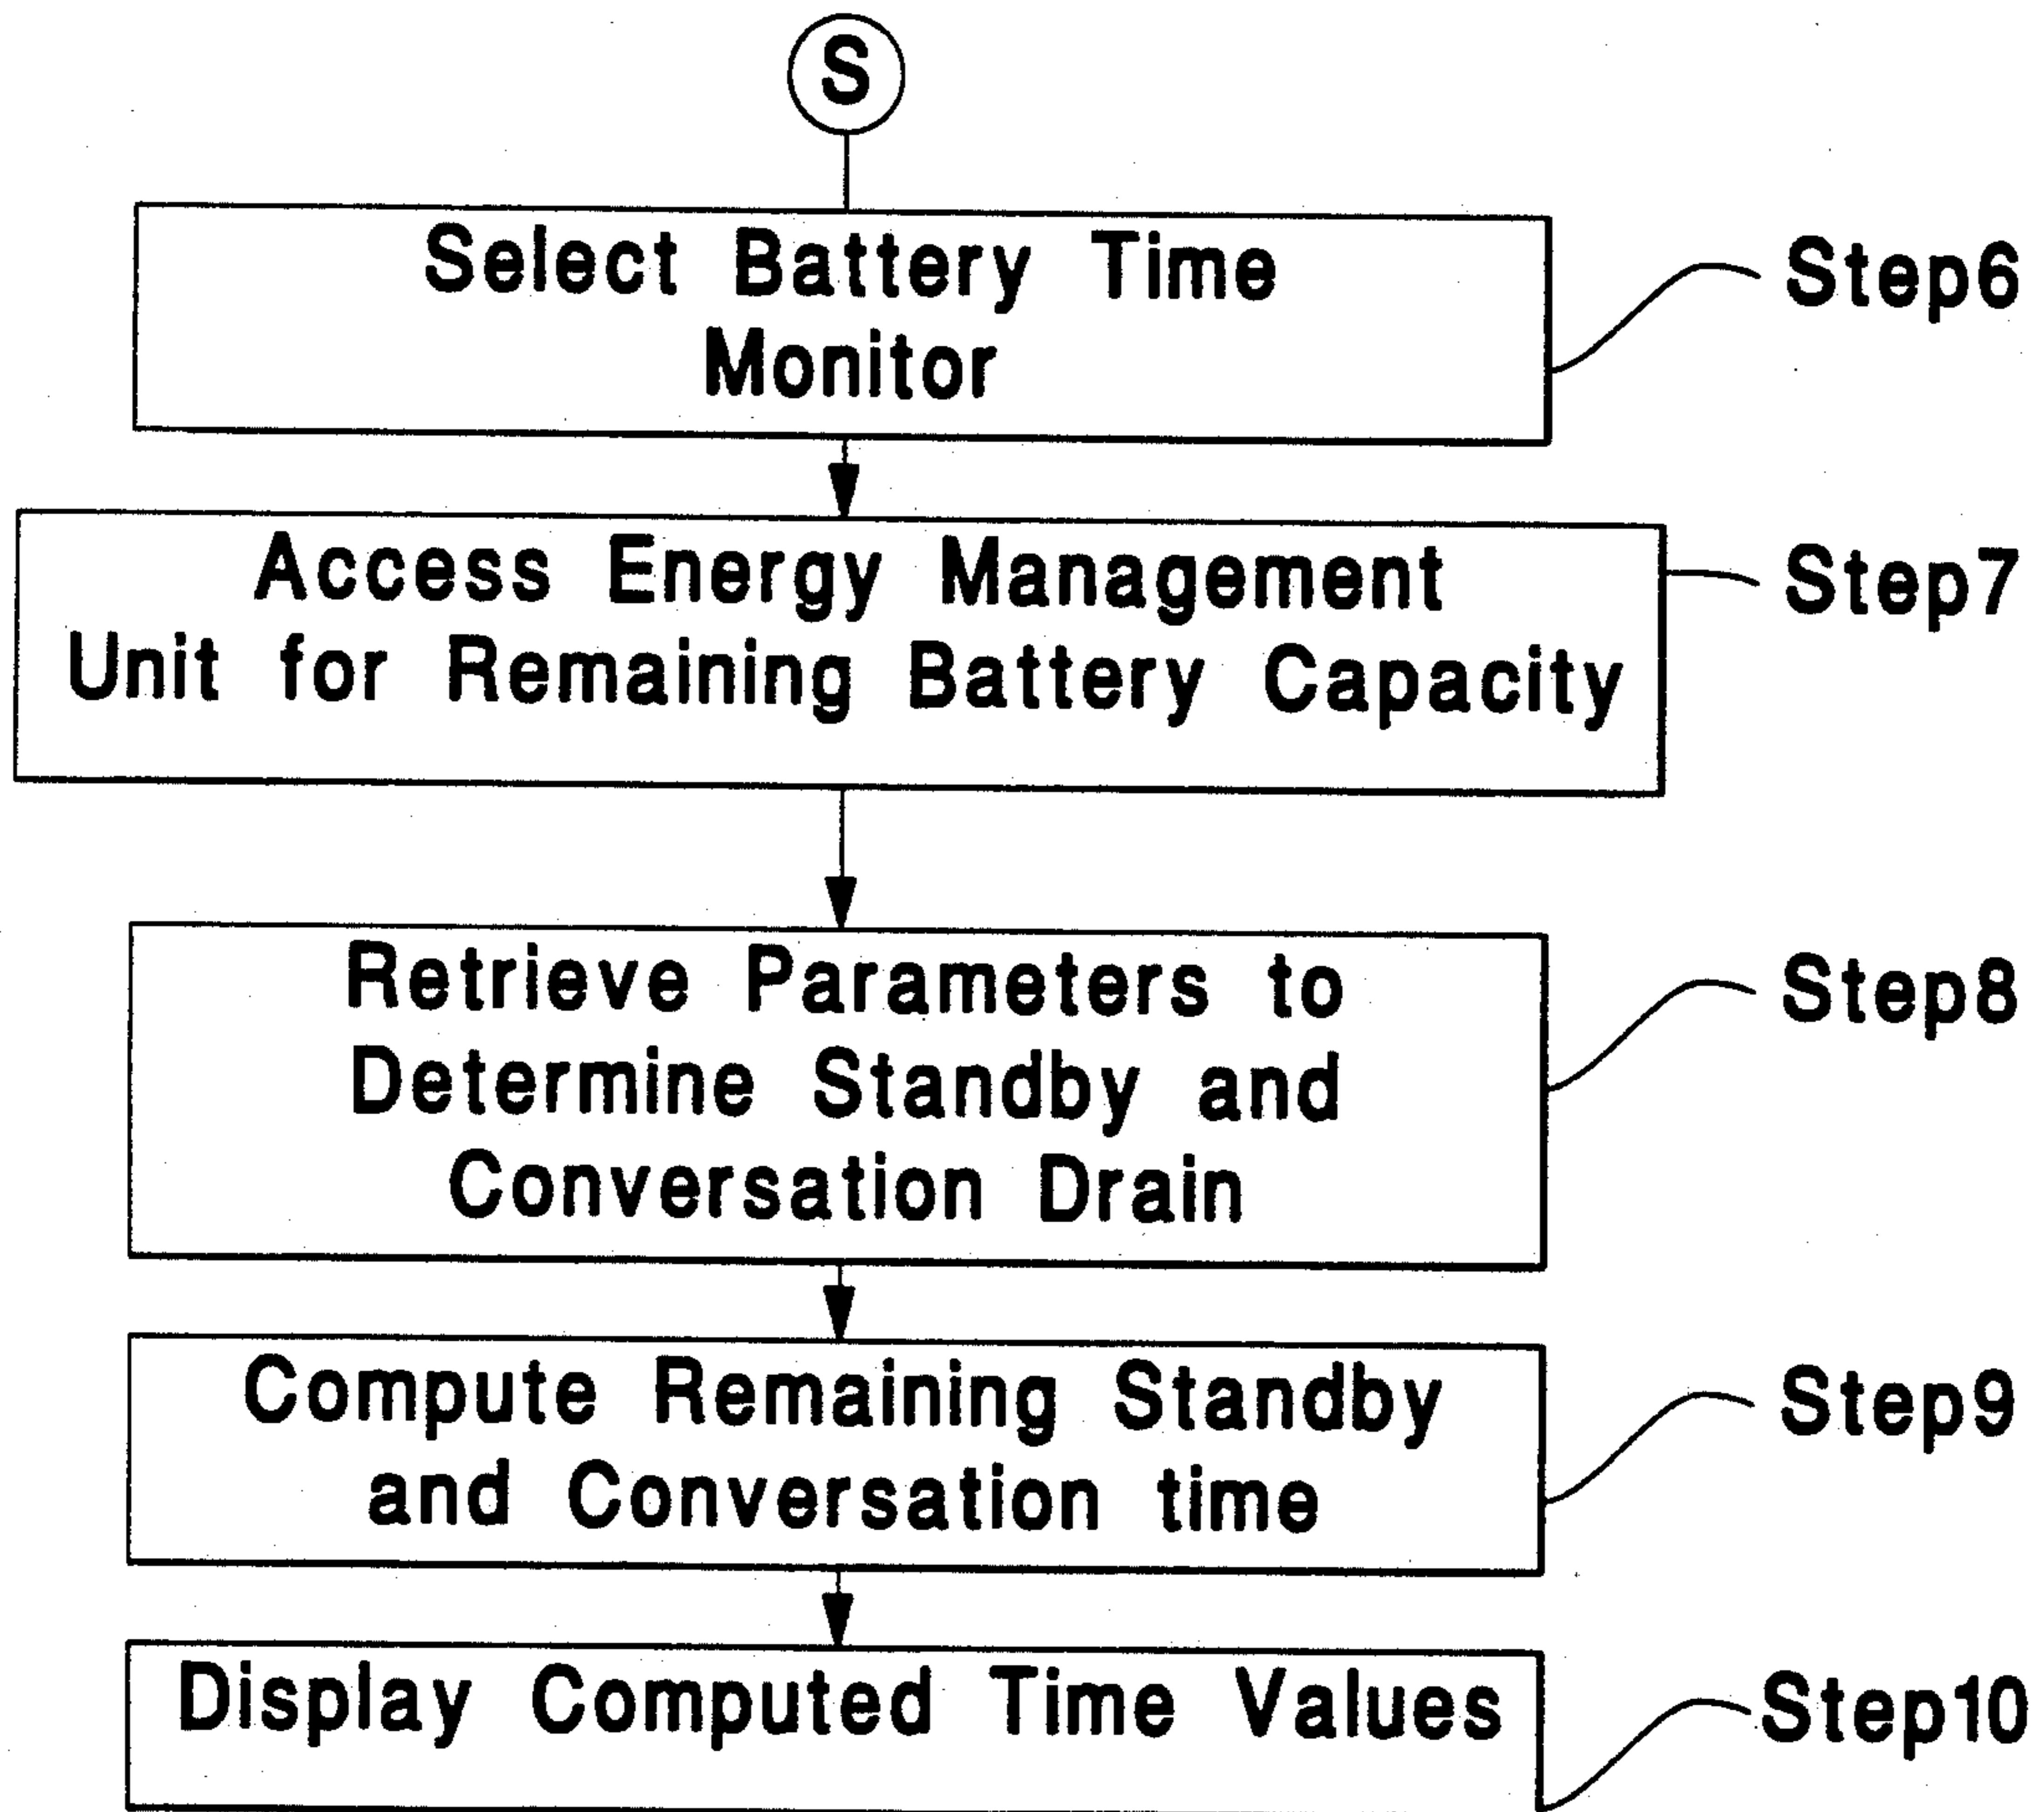 S
Select Battery Time
Monitor
Step6
Access Energy Management
Unit for Remaining Battery Capacity
Step7
Retrieve Parameters to
Determine Standby and
Conversation Drain
Step8
Compute Remaining Standby
and Conversation time
Step9
Display Computed Time Values
Step10